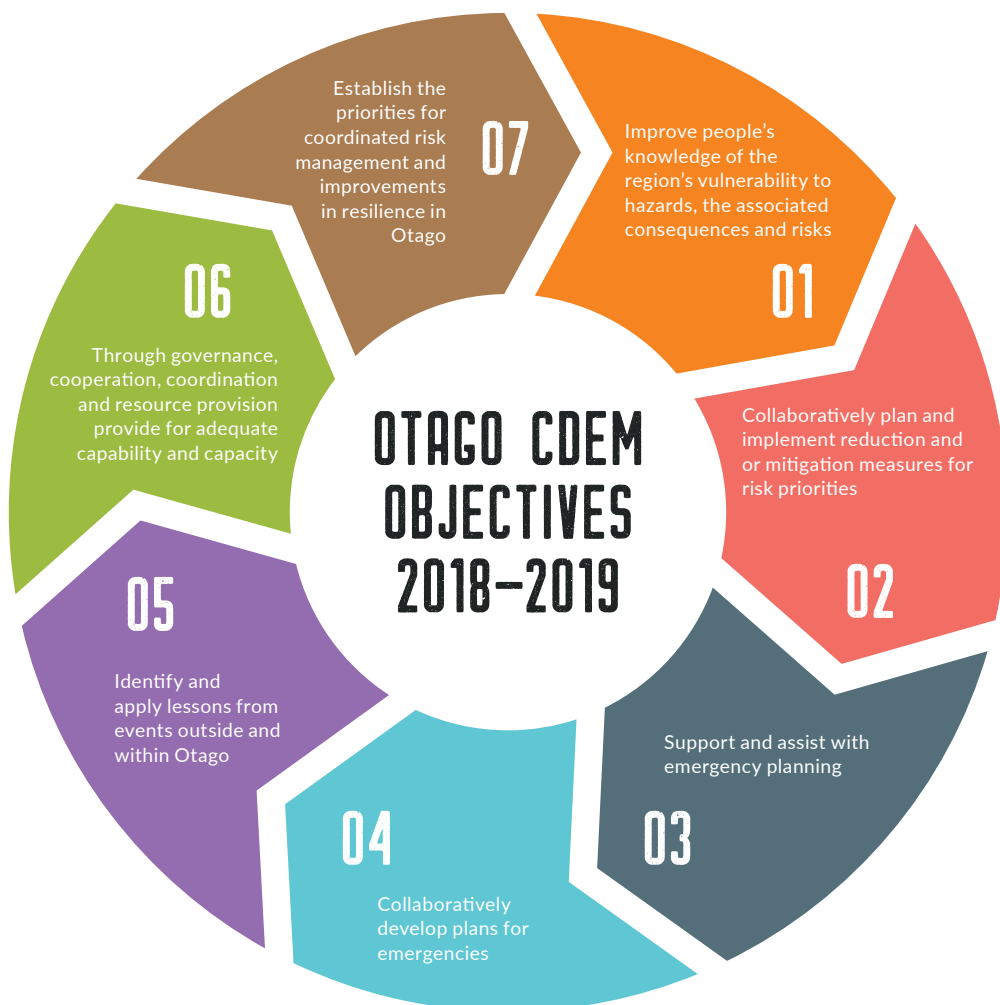 OTAGO CDEM
OBJECTIVES
2018–2019
Improve people's
knowledge of the
region's vulnerability to
hazards, the associated
consequences and risks
01
Collaboratively plan and
implement reduction and
or mitigation measures for
risk priorities
02
Support and assist with
emergency planning
03
04
Collaboratively
develop plans for
emergencies
05
Identify and
apply lessons from
events outside and
within Otago
06
Through governance,
cooperation, coordination
and resource provision
provide for adequate
capability and capacity
07
Establish the
priorities for
coordinated risk
management and
improvements
in resilience in
Otago